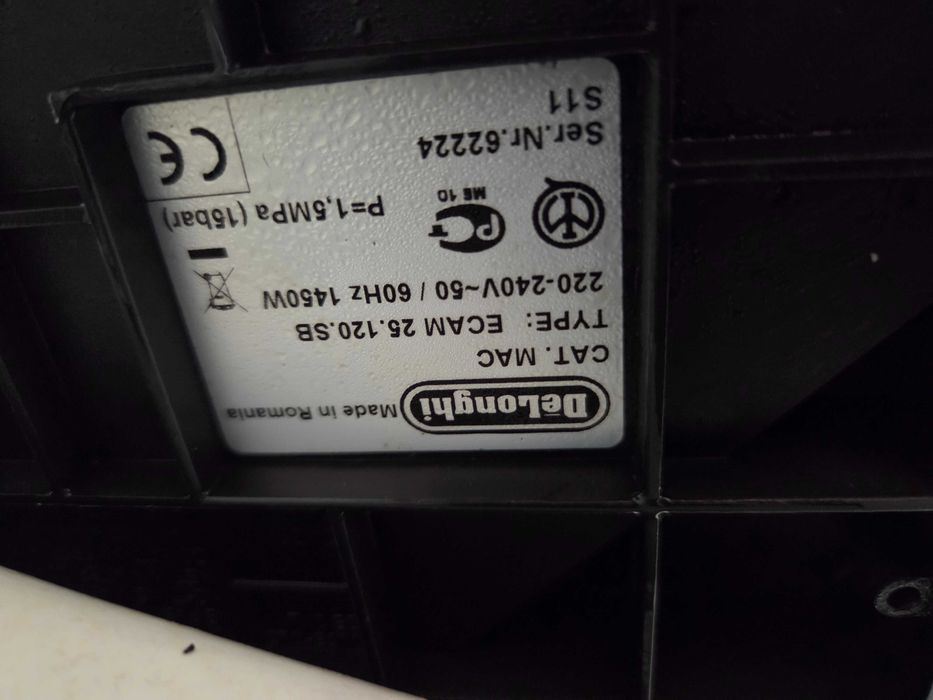 DeLonghi Made in Romania
CAT. MAC
TYPE: ECAM 25.120.SB
220-240V~50 / 60Hz 1450W
PCT
ME 10
P=1,5MPa (15bar)
Ser.Nr.62224
S11
CE